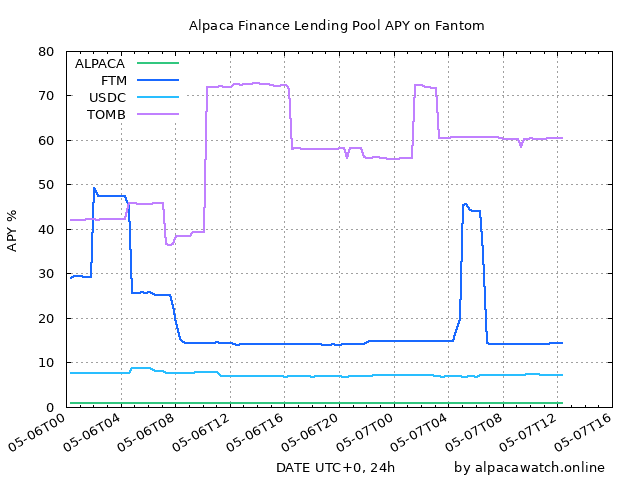 Alpaca Finance Lending Pool APY on Fantom
80
70
60
50
40
30
20
10
0
APY %
ALPACA
FTM
USDC
TOMB
05-06T00
05-06T04
05-06T08
05-06T12
05-06T16
05-06T20
05-07T00
05-07T04
05-07T08
05-07T12
05-07T16
DATE UTC+0, 24h
by alpacawatch.online